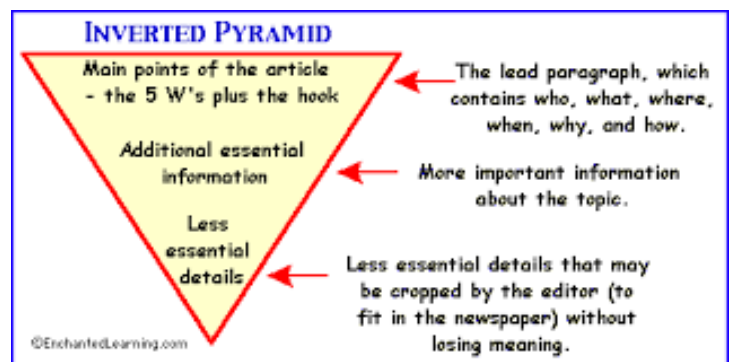 INVERTED PYRAMID
Main points of the article
- the 5 W's plus the hook
The lead paragraph, which
contains who, what, where,
when, why, and how.
Additional essential
information
More important information
about the topic.
Less
essential
details
Less essential details that may
be cropped by the editor (to
fit in the newspaper) without
losing meaning.
©EnchantedLearning.com